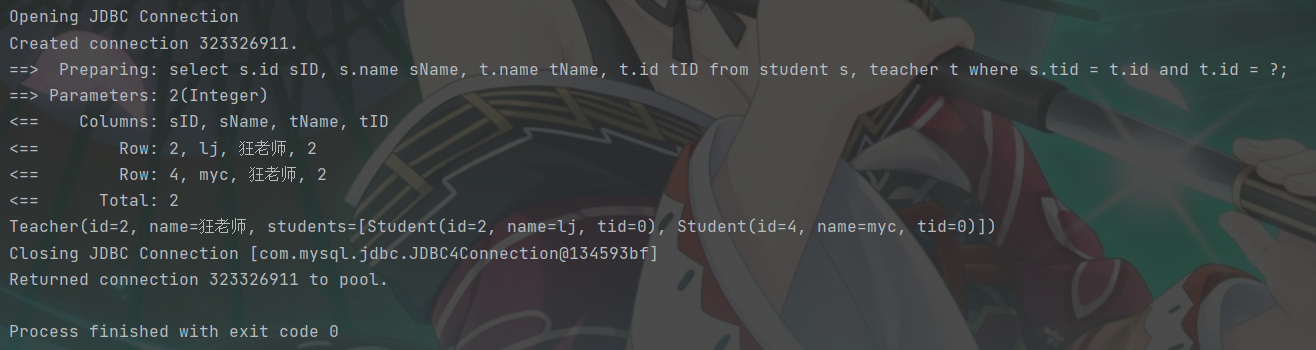 Opening JDBC Connection
Created connection 323326911.
==>  Preparing: select s.id sID, s.name sName, t.name tName, t.id tID from student s, teacher t where s.tid = t.id and t.id = ?;
==> Parameters: 2(Integer)
<==    Columns: sID, sName, tName, tID
<==        Row: 2, lj, 狂老师, 2
<==        Row: 4, myc, 狂老师, 2
<==      Total: 2
Teacher(id=2, name=狂老师, students=[Student(id=2, name=lj, tid=0), Student(id=4, name=myc, tid=0)])
Closing JDBC Connection [com.mysql.jdbc.JDBC4Connection@134593bf]
Returned connection 323326911 to pool.
Process finished with exit code 0